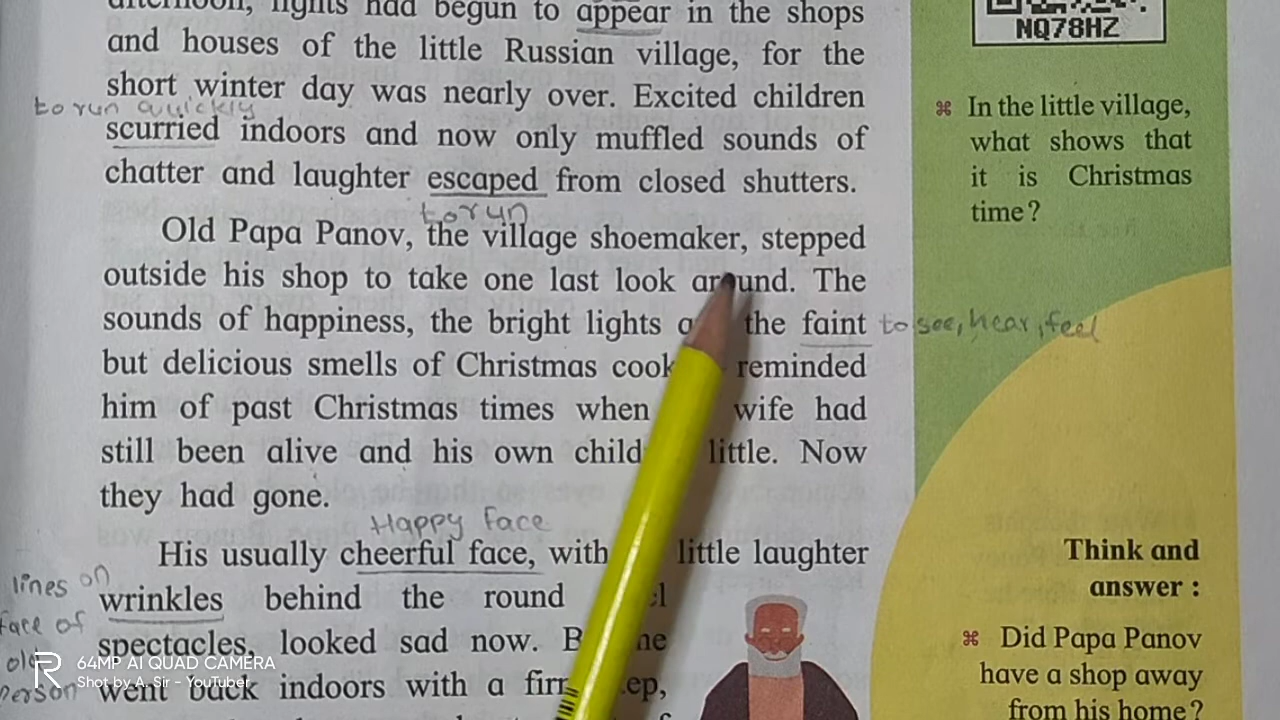 afternoon, lights had begun to appear in the shops
and houses of the little Russian village, for the
short winter day was nearly over. Excited children
to run quickly
scurried indoors and now only muffled sounds of
chatter and laughter escaped from closed shutters.
to run
Old Papa Panov, the village shoemaker, stepped
outside his shop to take one last look around. The
sounds of happiness, the bright lights the faint to see, hear, feel
but delicious smells of Christmas reminded
him of past Christmas times when wife had
still been alive and his own little. Now
they had gone.
Happy face
His usually cheerful face, with little laughter
lines on
wrinkles behind the round
face of
spectacles, looked sad now.
old
went back indoors with a
person
NQ78HZ
⌘ In the little village,
what shows that
it is Christmas
time?
Think and
answer :
⌘ Did Papa Panov
have a shop away
from his home?
64MP AI QUAD CAMERA
Shot by A. Sir - YouTuber